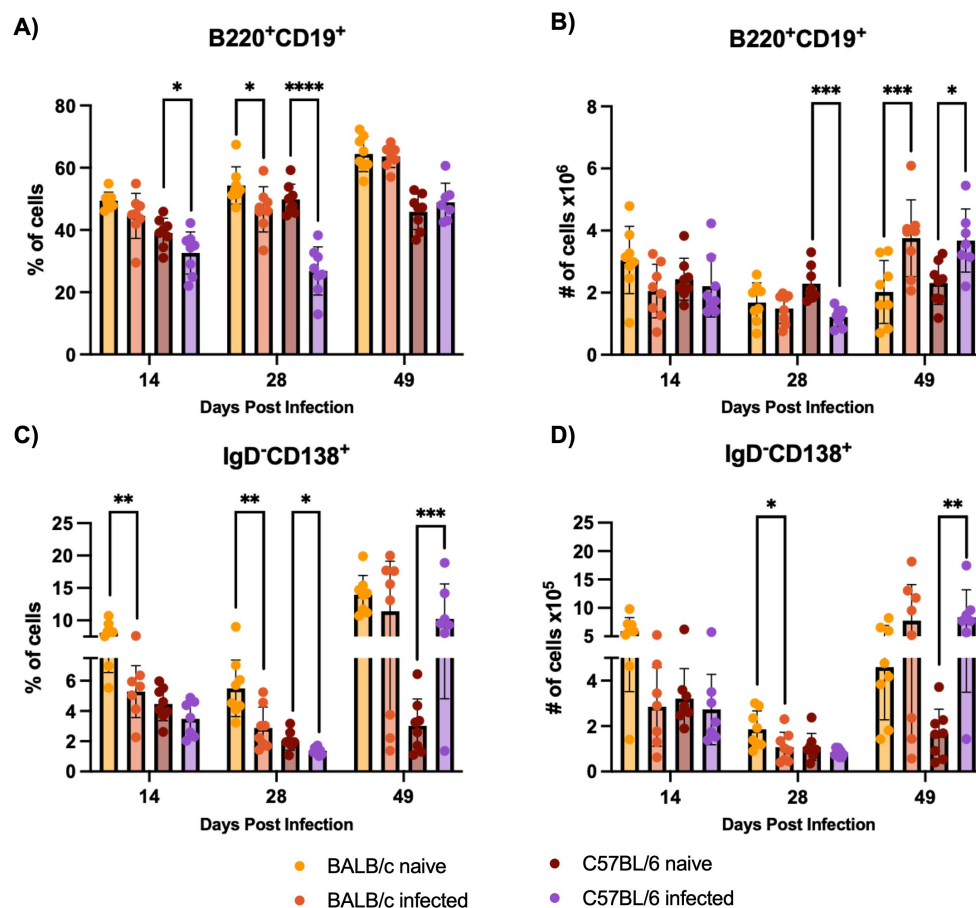 A)
B220⁺CD19⁺
* * ****
% of cells
80
60
40
20
0
14 28 49
Days Post Infection
B)
B220⁺CD19⁺
*** *** *
# of cells x10⁶
8
6
4
2
0
14 28 49
Days Post Infection
C)
IgD⁻CD138⁺
** ** * ***
% of cells
25
20
15
10
6
4
2
0
14 28 49
Days Post Infection
D)
IgD⁻CD138⁺
* **
# of cells x10⁵
25
20
15
10
5
4
2
0
14 28 49
Days Post Infection
BALB/c naive
BALB/c infected
C57BL/6 naive
C57BL/6 infected